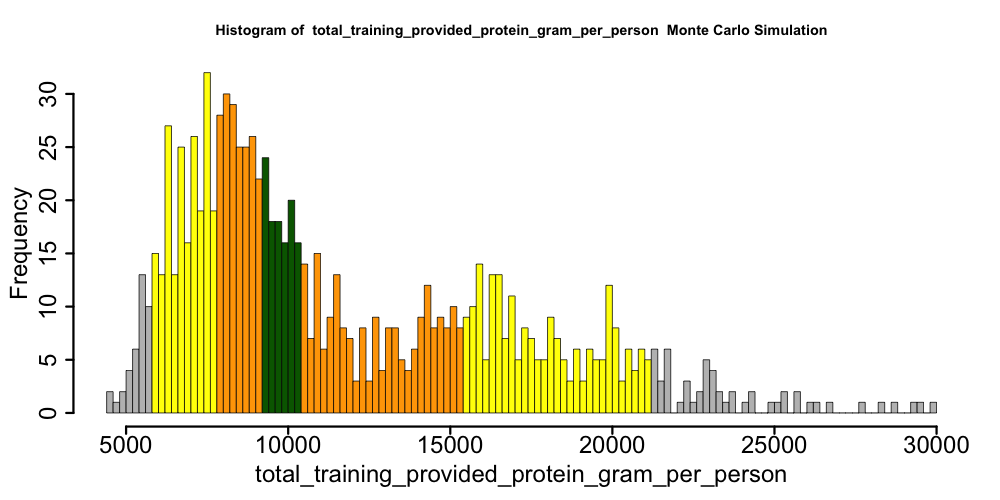 Histogram of  total_training_provided_protein_gram_per_person  Monte Carlo Simulation
Frequency
30
25
20
15
10
5
0
5000 10000 15000 20000 25000 30000
total_training_provided_protein_gram_per_person